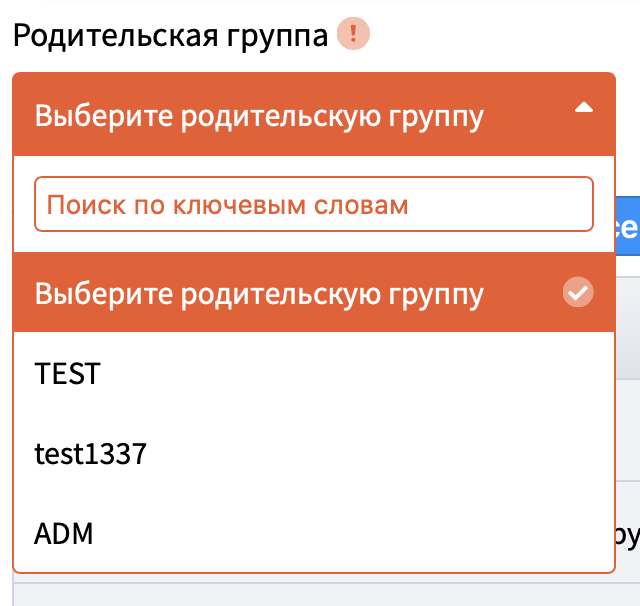 Родительская группа !
Выберите родительскую группу
Поиск по ключевым словам
Выберите родительскую группу
TEST
test1337
ADM